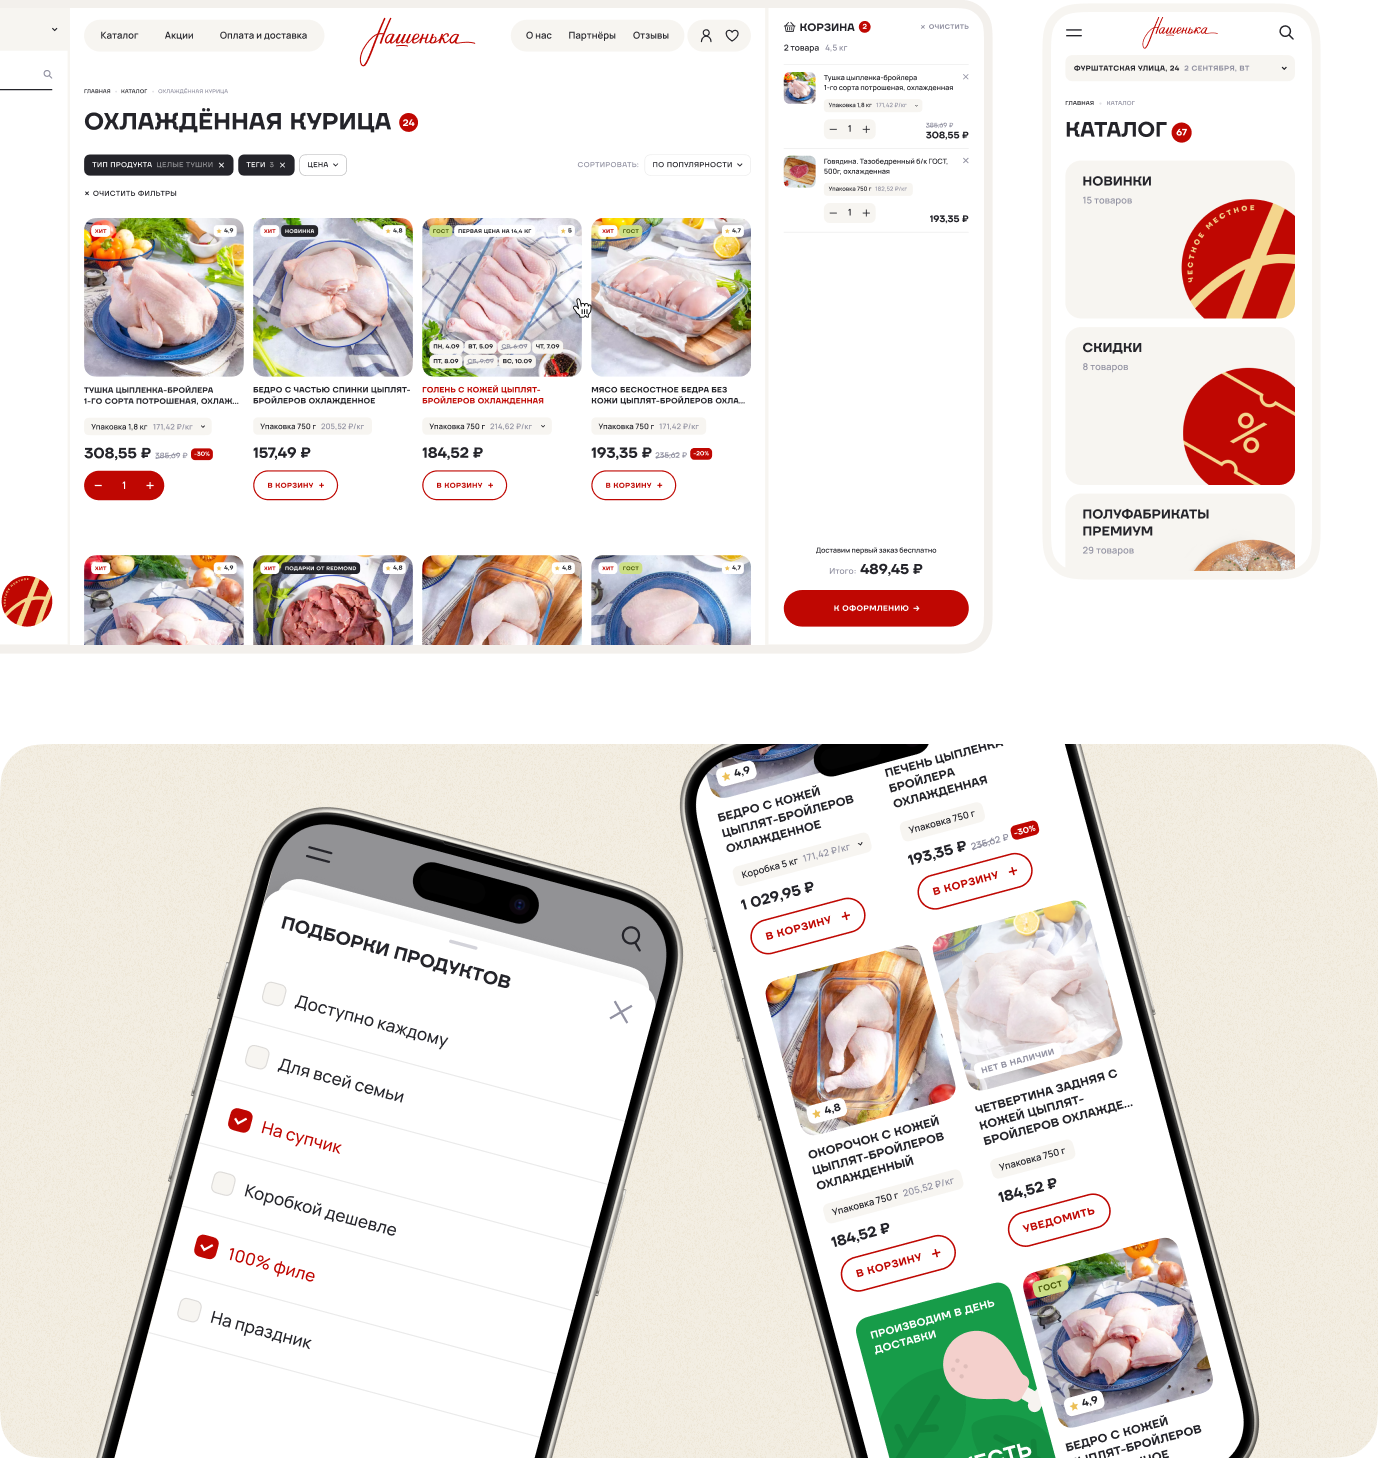 Каталог Акции Оплата и доставка
Нашенька
О нас Партнёры Отзывы
ГЛАВНАЯ · КАТАЛОГ · ОХЛАЖДЁННАЯ КУРИЦА
ОХЛАЖДЁННАЯ КУРИЦА 24
ТИП ПРОДУКТА ЦЕЛЫЕ ТУШКИ × ТЕГИ 3 × ЦЕНА
СОРТИРОВАТЬ: ПО ПОПУЛЯРНОСТИ
× ОЧИСТИТЬ ФИЛЬТРЫ
ХИТ 4,9
ТУШКА ЦЫПЛЕНКА-БРОЙЛЕРА
1-ГО СОРТА ПОТРОШЕНАЯ, ОХЛАЖ...
Упаковка 1,8 кг 171,42 ₽/кг
308,55 ₽ 385,69 ₽ -30%
− 1 +
ХИТ НОВИНКА 4,8
БЕДРО С ЧАСТЬЮ СПИНКИ ЦЫПЛЯТ-
БРОЙЛЕРОВ ОХЛАЖДЕННОЕ
Упаковка 750 г 205,52 ₽/кг
157,49 ₽
В КОРЗИНУ +
ГОСТ ПЕРВАЯ ЦЕНА НА 14,4 КГ 5
ПН, 4.09 ВТ, 5.09 СР, 6.09 ЧТ, 7.09
ПТ, 8.09 СБ, 9.09 ВС, 10.09
ГОЛЕНЬ С КОЖЕЙ ЦЫПЛЯТ-
БРОЙЛЕРОВ ОХЛАЖДЕННАЯ
Упаковка 750 г 214,62 ₽/кг
184,52 ₽
В КОРЗИНУ +
ХИТ ГОСТ 4,7
МЯСО БЕСКОСТНОЕ БЕДРА БЕЗ
КОЖИ ЦЫПЛЯТ-БРОЙЛЕРОВ ОХЛА...
Упаковка 750 г 171,42 ₽/кг
193,35 ₽ 235,62 ₽ -20%
В КОРЗИНУ +
ХИТ 4,9
ХИТ ПОДАРКИ ОТ REDMOND 4,8
4,8
ХИТ ГОСТ 4,7
КОРЗИНА 2 × ОЧИСТИТЬ
2 товара 4,5 кг
Тушка цыпленка-бройлера
1-го сорта потрошеная, охлажденная
Упаковка 1,8 кг 171,42 ₽/кг
− 1 +
385,69 ₽
308,55 ₽
Говядина. Тазобедренный б/к ГОСТ,
500г, охлажденная
Упаковка 750 г 182,52 ₽/кг
− 1 +
193,35 ₽
Доставим первый заказ бесплатно
Итого: 489,45 ₽
К ОФОРМЛЕНИЮ →
Нашенька
ФУРШТАТСКАЯ УЛИЦА, 24 2 СЕНТЯБРЯ, ВТ
ГЛАВНАЯ · КАТАЛОГ
КАТАЛОГ 67
НОВИНКИ
15 товаров
ЧЕСТНОЕ МЕСТНОЕ
СКИДКИ
8 товаров
%
ПОЛУФАБРИКАТЫ
ПРЕМИУМ
29 товаров
ПОДБОРКИ ПРОДУКТОВ
Доступно каждому
Для всей семьи
На супчик
Коробкой дешевле
100% филе
На праздник
4,9
БЕДРО С КОЖЕЙ
ЦЫПЛЯТ-БРОЙЛЕРОВ
ОХЛАЖДЕННОЕ
Коробка 5 кг 171,42 ₽/кг
1 029,95 ₽
В КОРЗИНУ +
ПЕЧЕНЬ ЦЫПЛЕНКА
БРОЙЛЕРА
ОХЛАЖДЕННАЯ
Упаковка 750 г
193,35 ₽ 235,62 ₽ -30%
В КОРЗИНУ +
4,8
ОКОРОЧОК С КОЖЕЙ
ЦЫПЛЯТ-БРОЙЛЕРОВ
ОХЛАЖДЕННЫЙ
Упаковка 750 г 205,52 ₽/кг
184,52 ₽
В КОРЗИНУ +
НЕТ В НАЛИЧИИ
ЧЕТВЕРТИНА ЗАДНЯЯ С
КОЖЕЙ ЦЫПЛЯТ-
БРОЙЛЕРОВ ОХЛАЖДЕ...
Упаковка 750 г
184,52 ₽
УВЕДОМИТЬ
ПРОИЗВОДИМ В ДЕНЬ
ДОСТАВКИ
ГОСТ
4,9
БЕДРО С КОЖЕЙ
ЦЫПЛЯТ-БРОЙЛЕРОВ